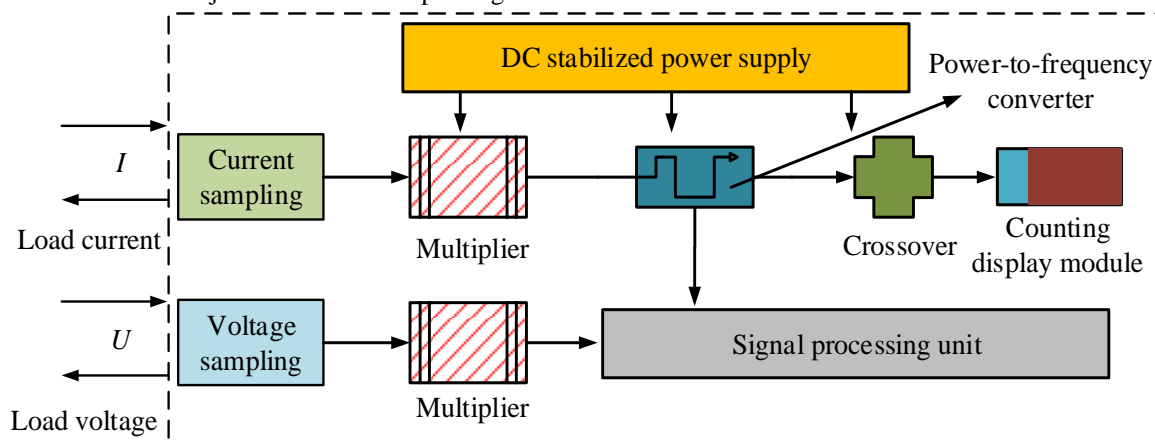 DC stabilized power supply
Power-to-frequency
converter
I
Current
sampling
Load current
Multiplier
Crossover
Counting
display module
U
Voltage
sampling
Signal processing unit
Load voltage
Multiplier